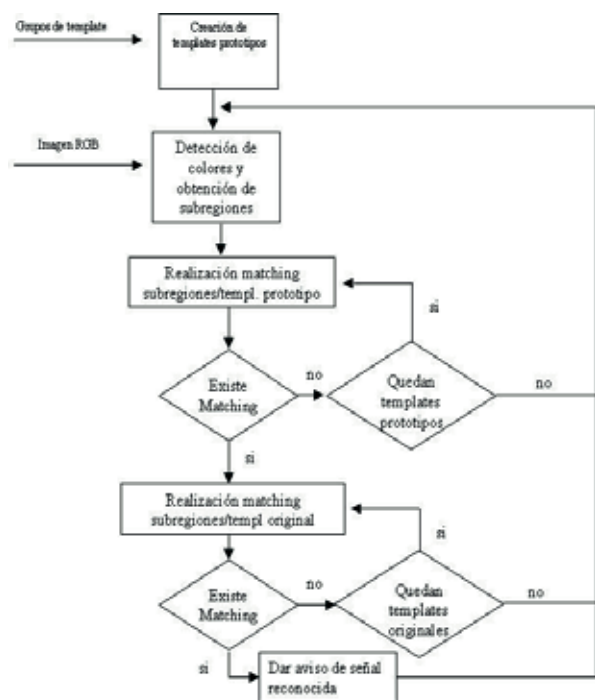 Grupos de template
Creación de
templates prototipos
Imagen RGB
Detección de
colores y
obtención de
subregiones
Realización matching
subregiones/templ. prototipo
si
Existe
Matching
no
Quedan
templates
prototipos
no
si
Realización matching
subregiones/templ original
si
Existe
Matching
no
Quedan
templates
originales
no
si
Dar aviso de señal
reconocida